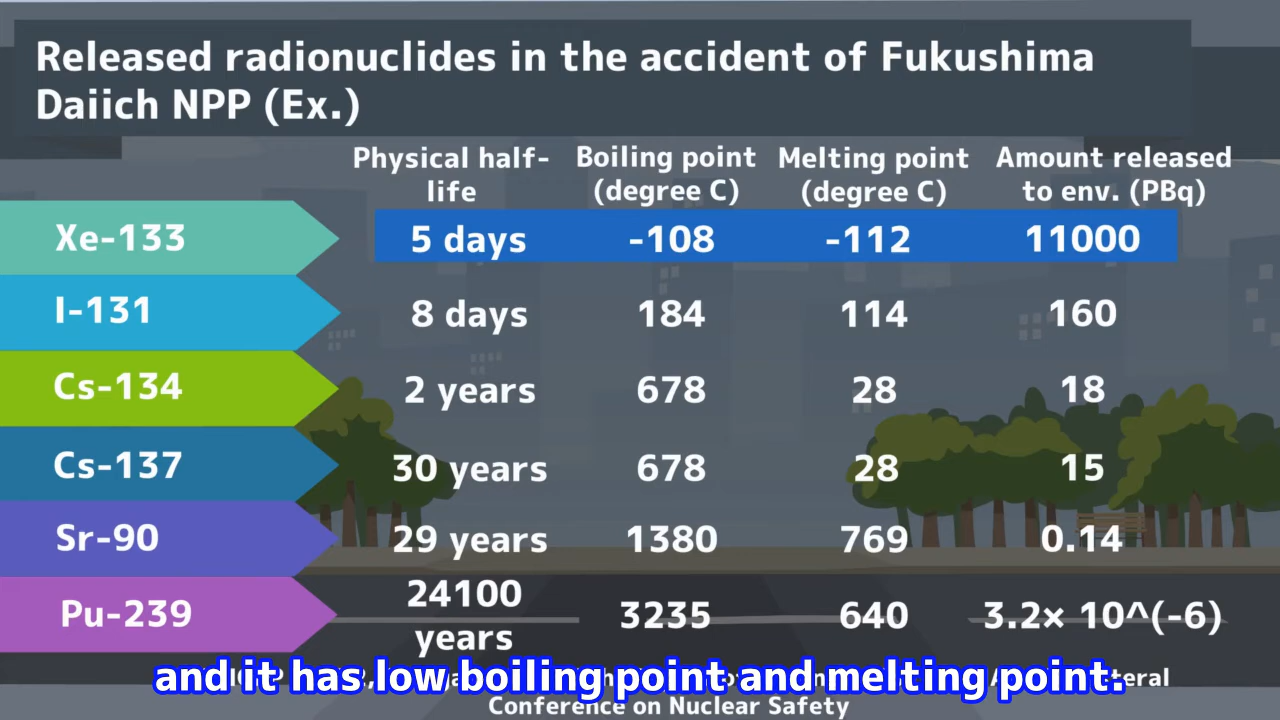 Released radionuclides in the accident of Fukushima
Daiich NPP (Ex.)
Physical half-
life
Boiling point
(degree C)
Melting point
(degree C)
Amount released
to env. (PBq)
Xe-133 5 days -108 -112 11000
I-131 8 days 184 114 160
Cs-134 2 years 678 28 18
Cs-137 30 years 678 28 15
Sr-90 29 years 1380 769 0.14
Pu-239 24100 years 3235 640 3.2× 10^(-6)
and it has low boiling point and melting point.
Conference on Nuclear Safety